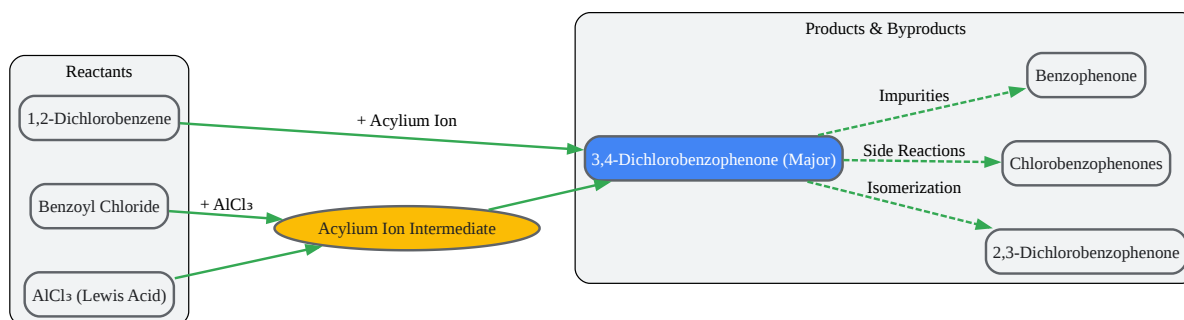 Products & Byproducts
Reactants
Benzophenone
Impurities
1,2-Dichlorobenzene
+ Acylium Ion
3,4-Dichlorobenzophenone (Major)
Side Reactions
Chlorobenzophenones
Isomerization
Benzoyl Chloride
+ AlCl₃
Acylium Ion Intermediate
2,3-Dichlorobenzophenone
AlCl₃ (Lewis Acid)